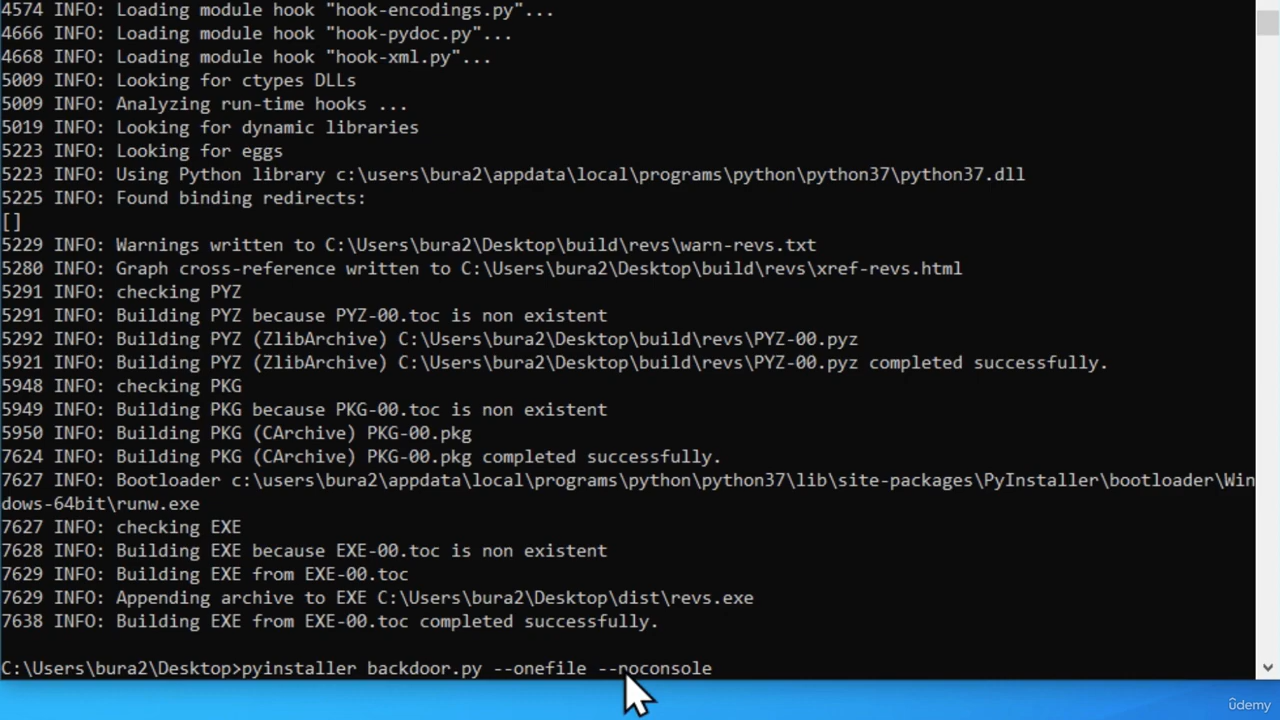 4574 INFO: Loading module hook "hook-encodings.py"...
4666 INFO: Loading module hook "hook-pydoc.py"...
4668 INFO: Loading module hook "hook-xml.py"...
5009 INFO: Looking for ctypes DLLs
5009 INFO: Analyzing run-time hooks ...
5019 INFO: Looking for dynamic libraries
5223 INFO: Looking for eggs
5223 INFO: Using Python library c:\users\bura2\appdata\local\programs\python\python37\python37.dll
5225 INFO: Found binding redirects:
[]
5229 INFO: Warnings written to C:\Users\bura2\Desktop\build\revs\warn-revs.txt
5280 INFO: Graph cross-reference written to C:\Users\bura2\Desktop\build\revs\xref-revs.html
5291 INFO: checking PYZ
5291 INFO: Building PYZ because PYZ-00.toc is non existent
5292 INFO: Building PYZ (ZlibArchive) C:\Users\bura2\Desktop\build\revs\PYZ-00.pyz
5921 INFO: Building PYZ (ZlibArchive) C:\Users\bura2\Desktop\build\revs\PYZ-00.pyz completed successfully.
5948 INFO: checking PKG
5949 INFO: Building PKG because PKG-00.toc is non existent
5950 INFO: Building PKG (CArchive) PKG-00.pkg
7624 INFO: Building PKG (CArchive) PKG-00.pkg completed successfully.
7627 INFO: Bootloader c:\users\bura2\appdata\local\programs\python\python37\lib\site-packages\PyInstaller\bootloader\Win
dows-64bit\runw.exe
7627 INFO: checking EXE
7628 INFO: Building EXE because EXE-00.toc is non existent
7629 INFO: Building EXE from EXE-00.toc
7629 INFO: Appending archive to EXE C:\Users\bura2\Desktop\dist\revs.exe
7638 INFO: Building EXE from EXE-00.toc completed successfully.
C:\Users\bura2\Desktop>pyinstaller backdoor.py --onefile --noconsole
ûdemy